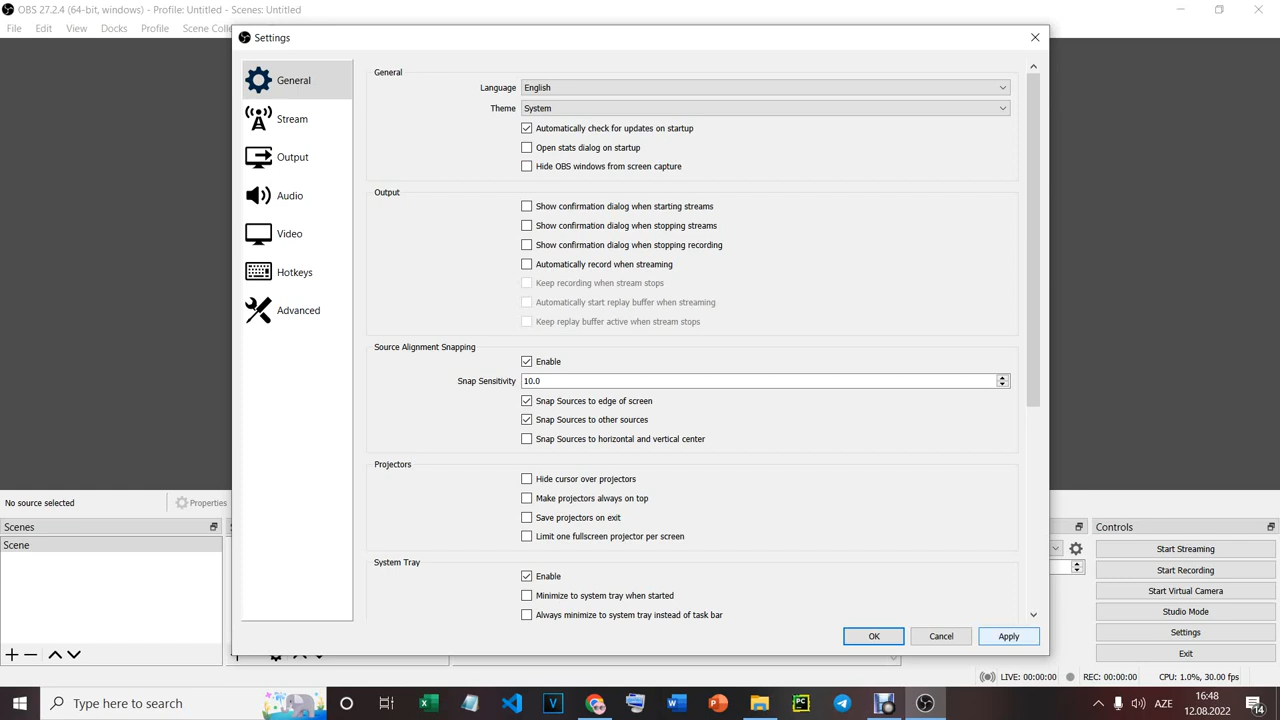 OBS 27.2.4 (64-bit, windows) - Profile: Untitled - Scenes: Untitled
File Edit View Docks Profile Scene Colle
Settings
General
Stream
Output
Audio
Video
Hotkeys
Advanced
General
Language English
Theme System
Automatically check for updates on startup
Open stats dialog on startup
Hide OBS windows from screen capture
Output
Show confirmation dialog when starting streams
Show confirmation dialog when stopping streams
Show confirmation dialog when stopping recording
Automatically record when streaming
Keep recording when stream stops
Automatically start replay buffer when streaming
Keep replay buffer active when stream stops
Source Alignment Snapping
Enable
Snap Sensitivity 10.0
Snap Sources to edge of screen
Snap Sources to other sources
Snap Sources to horizontal and vertical center
Projectors
Hide cursor over projectors
Make projectors always on top
Save projectors on exit
Limit one fullscreen projector per screen
System Tray
Enable
Minimize to system tray when started
Always minimize to system tray instead of task bar
OK Cancel Apply
No source selected Properties
Scenes
Scene
Controls
Start Streaming
Start Recording
Start Virtual Camera
Studio Mode
Settings
Exit
LIVE: 00:00:00 REC: 00:00:00 CPU: 1.0%, 30.00 fps
Type here to search
AZE
16:48
12.08.2022
4